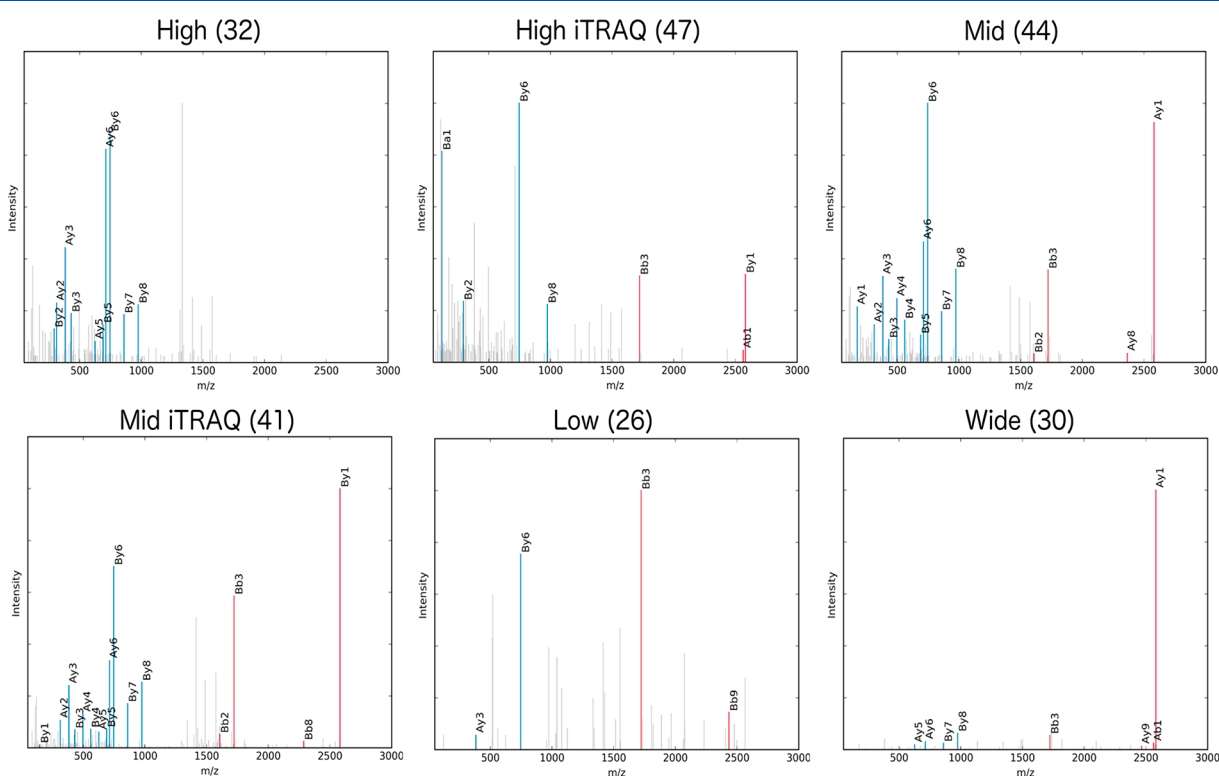 High (32)
Intensity
By2
Ay2
Ay3
By3
Ay5
By5
Ay6
By6
By7
By8
500 1000 1500 2000 2500 3000
m/z
High iTRAQ (47)
Intensity
Ba1
By2
By6
By8
Bb3
Ab1
By1
500 1000 1500 2000 2500 3000
m/z
Mid (44)
Intensity
Ay1
Ay2
Ay3
By3
Ay4
By4
By5
Ay6
By6
By7
By8
Bb2
Bb3
Ay8
Ay1
500 1000 1500 2000 2500 3000
m/z
Mid iTRAQ (41)
Intensity
By1
Ay2
Ay3
By3
Ay4
By4
Ay5
By5
Ay6
By6
By7
By8
Bb2
Bb3
Bb8
By1
500 1000 1500 2000 2500 3000
m/z
Low (26)
Intensity
Ay3
By6
Bb3
Bb9
500 1000 1500 2000 2500 3000
m/z
Wide (30)
Intensity
Ay5
Ay6
By7
By8
Bb3
Ay9
Ab1
Ay1
500 1000 1500 2000 2500 3000
m/z